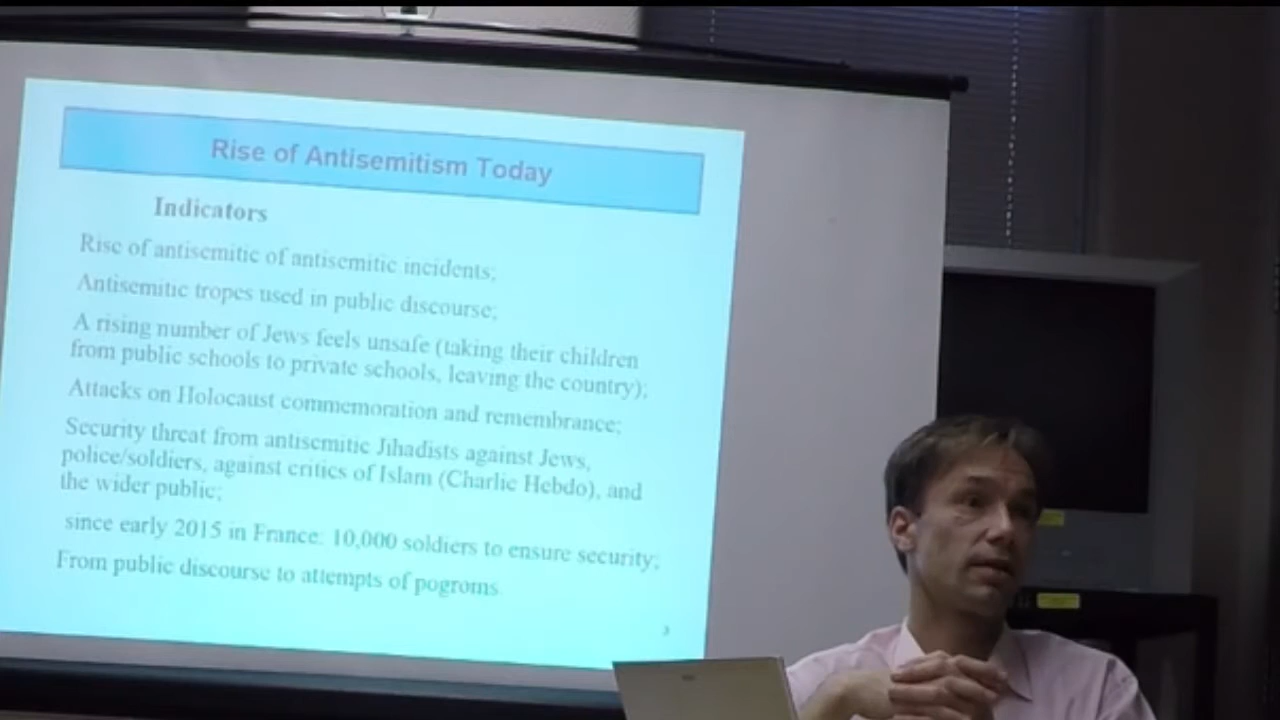 Rise of Antisemitism Today
Indicators
Rise of antisemitic of antisemitic incidents;
Antisemitic tropes used in public discourse;
A rising number of Jews feels unsafe (taking their children
from public schools to private schools, leaving the country);
Attacks on Holocaust commemoration and remembrance;
Security threat from antisemitic Jihadists against Jews,
police/soldiers, against critics of Islam (Charlie Hebdo), and
the wider public;
since early 2015 in France: 10,000 soldiers to ensure security;
From public discourse to attempts of pogroms
3